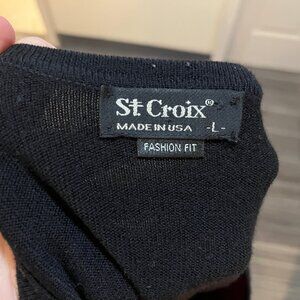 St. Croix®
MADE IN USA -L-
FASHION FIT